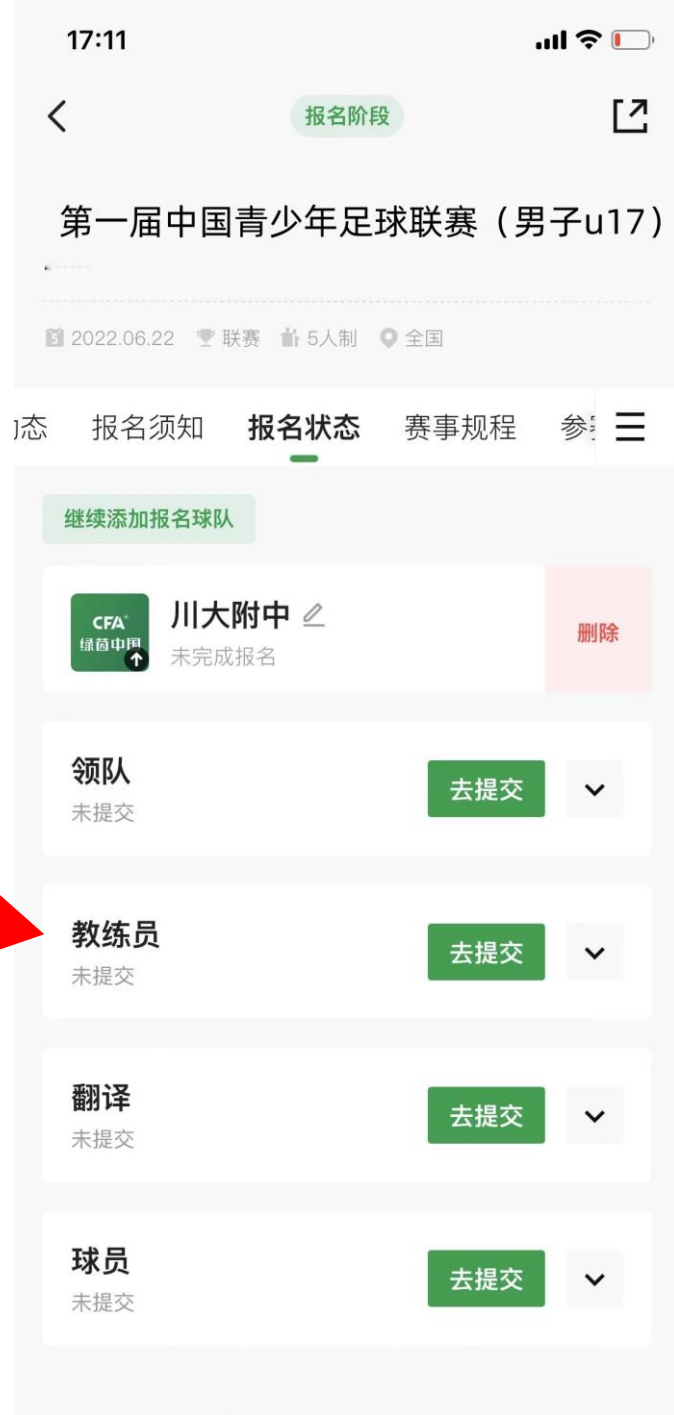 17:11
报名阶段
第一届中国青少年足球联赛（男子u17）
2022.06.22 联赛 5人制 全国
动态 报名须知 报名状态 赛事规程 参
继续添加报名球队
CFA
绿茵中国
川大附中
未完成报名
删除
领队
未提交
去提交
教练员
未提交
去提交
翻译
未提交
去提交
球员
未提交
去提交